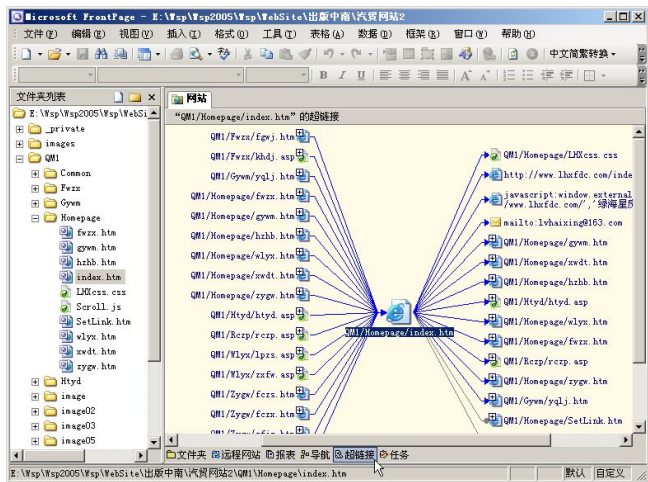 Microsoft FrontPage - E:\Wsp\Wsp2005\Wsp\WebSite\出版中南\汽贸网站2
文件(F) 编辑(E) 视图(V) 插入(I) 格式(O) 工具(T) 表格(A) 数据(D) 框架(R) 窗口(W) 帮助(H)
中文简繁转换
B I U A A
文件夹列表
网站
E:\Wsp\Wsp2005\Wsp\WebSi
_private
images
QM1
Common
Fwzx
Gywm
Homepage
fwzx.htm
gywm.htm
hzhb.htm
index.htm
LHXcss.css
Scroll.js
SetLink.htm
wlyx.htm
xwdt.htm
zygw.htm
Htyd
image
image02
image03
image05
“QM1/Homepage/index.htm”的超链接
QM1/Fwzx/fgwj.htm
QM1/Fwzx/khdj.asp
QM1/Gywm/yqlj.htm
QM1/Homepage/fwzx.htm
QM1/Homepage/gywm.htm
QM1/Homepage/hzhb.htm
QM1/Homepage/wlyx.htm
QM1/Homepage/xwdt.htm
QM1/Homepage/zygw.htm
QM1/Htyd/htyd.asp
QM1/Rczp/rczp.asp
QM1/Wlyx/lpzs.asp
QM1/Wlyx/zxfw.asp
QM1/Zygw/fczs.htm
QM1/Zygw/fczx.htm
QM1/Homepage/index.htm
QM1/Homepage/LHXcss.css
http://www.lhxfdc.com/inde
javascript:window.external
/www.lhxfdc.com/','绿海星房
mailto:lvhaixing@163.com
QM1/Homepage/gywm.htm
QM1/Homepage/xwdt.htm
QM1/Homepage/hzhb.htm
QM1/Htyd/htyd.asp
QM1/Homepage/wlyx.htm
QM1/Homepage/fwzx.htm
QM1/Rczp/rczp.asp
QM1/Homepage/zygw.htm
QM1/Gywm/yqlj.htm
QM1/Homepage/SetLink.htm
文件夹 远程网站 报表 导航 超链接 任务
E:\Wsp\Wsp2005\Wsp\WebSite\出版中南\汽贸网站2\QM1\Homepage\index.htm 默认 自定义